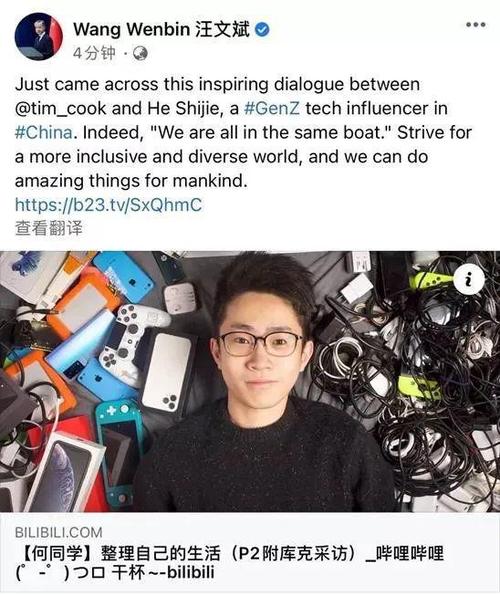 Wang Wenbin 汪文斌
4分钟 ·
Just came across this inspiring dialogue between
@tim_cook and He Shijie, a #GenZ tech influencer in
#China. Indeed, "We are all in the same boat." Strive for
a more inclusive and diverse world, and we can do
amazing things for mankind.
https://b23.tv/SxQhmC
查看翻译
BILIBILI.COM
【何同学】整理自己的生活（P2附库克采访）_哔哩哔哩
(゜-゜)つロ 干杯~-bilibili